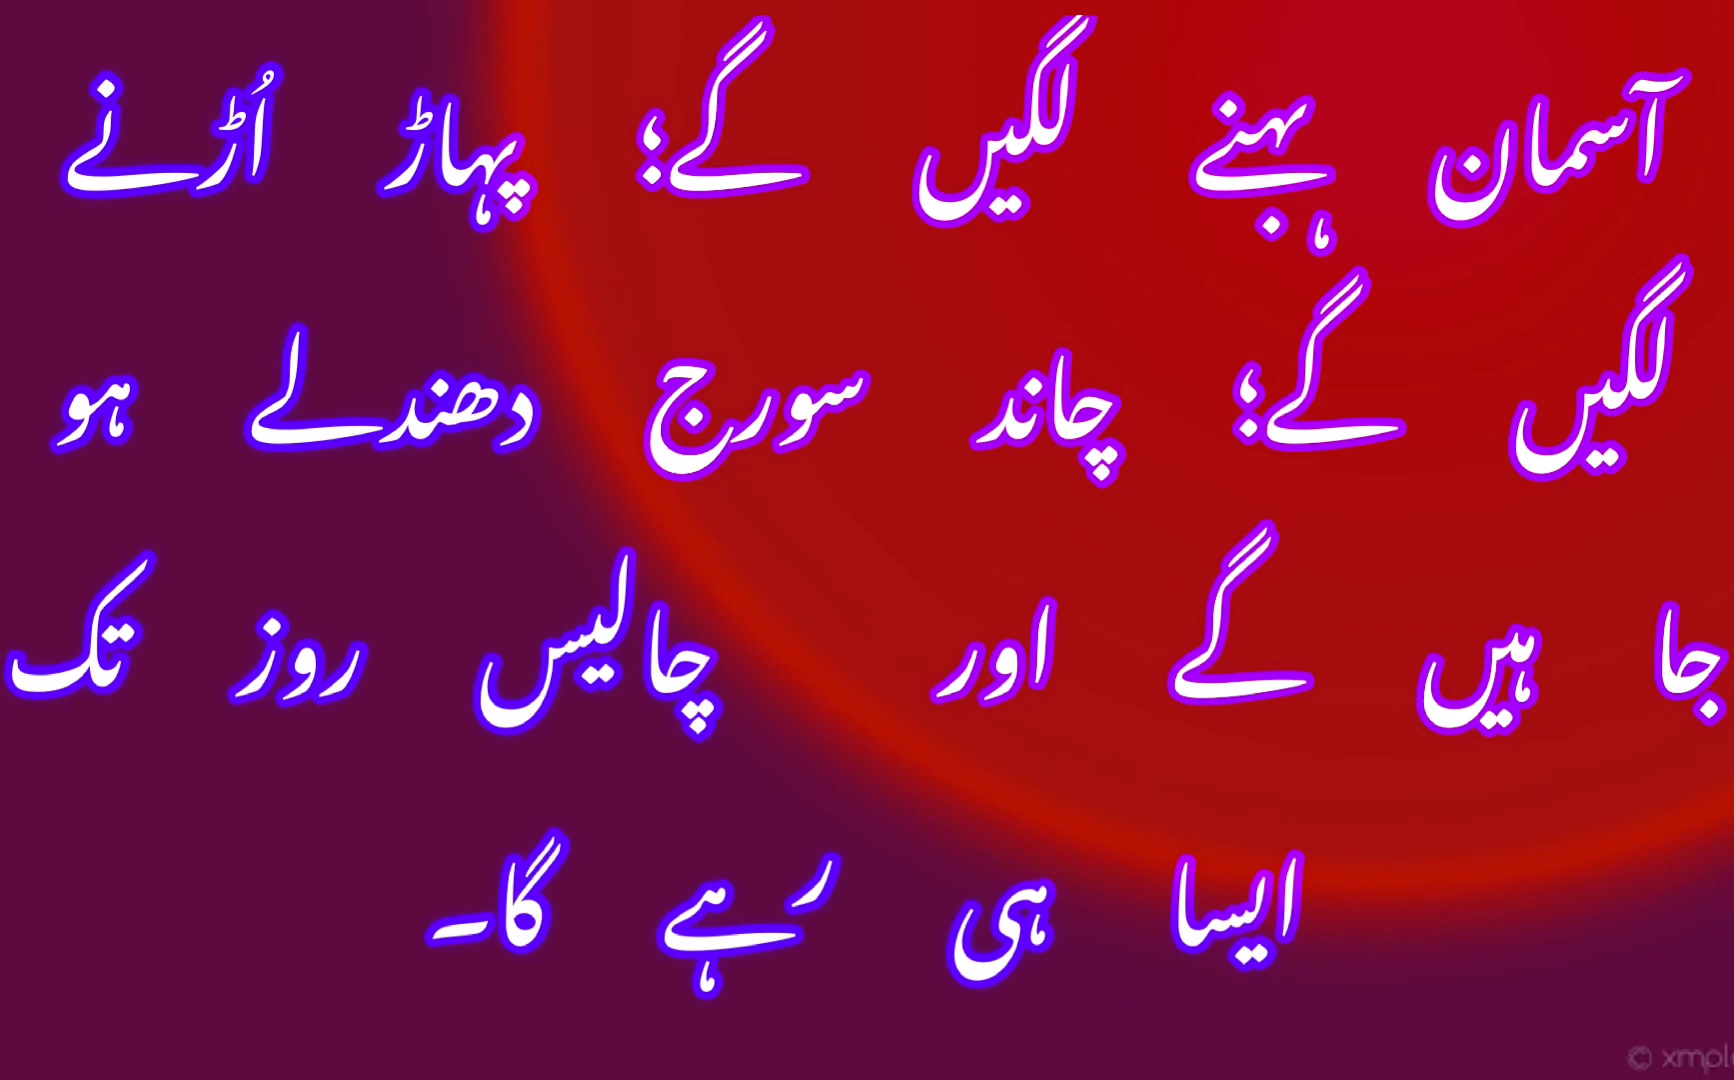 آسمان بہنے لگیں گے؛ پہاڑ اُڑنے
لگیں گے؛ چاند سورج دھندلے ہو
جا ہیں گے اور چالیس روز تک
ایسا ہی رہے گا۔
© xmpl